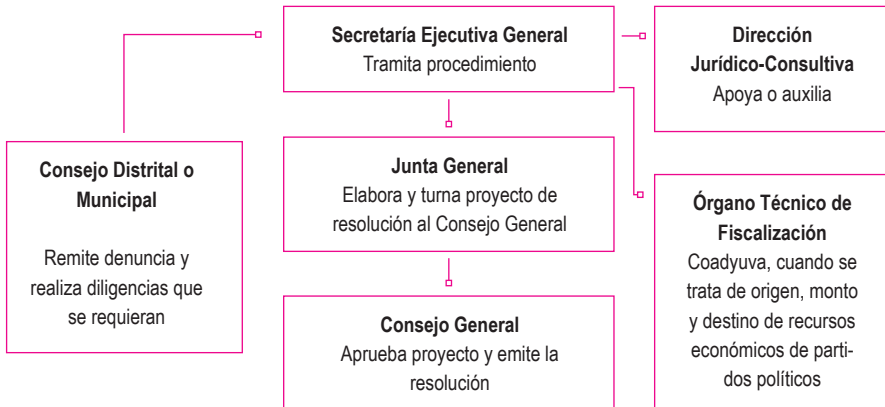 Consejo Distrital o
Municipal
Remite denuncia y
realiza diligencias que
se requieran
Secretaría Ejecutiva General
Tramita procedimiento
Junta General
Elabora y turna proyecto de
resolución al Consejo General
Consejo General
Aprueba proyecto y emite la
resolución
Dirección
Jurídico-Consultiva
Apoya o auxilia
Órgano Técnico de
Fiscalización
Coadyuva, cuando se
trata de origen, monto
y destino de recursos
económicos de parti-
dos políticos